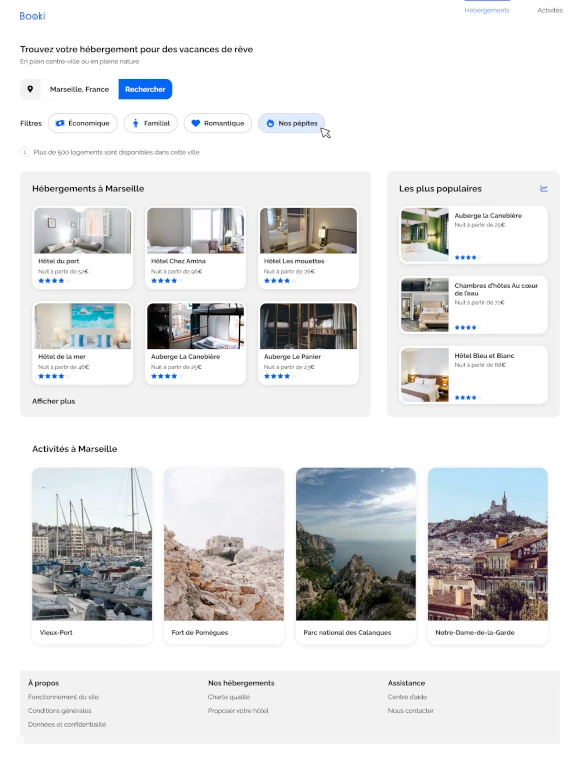 Booki
Hébergements
Activités
Trouvez votre hébergement pour des vacances de rêve
En plein centre-ville ou en pleine nature
Marseille, France
Rechercher
Filtres
Économique
Familial
Romantique
Nos pépites
Plus de 500 logements sont disponibles dans cette ville
Hébergements à Marseille
Hôtel du port
Nuit à partir de 52€
Hôtel Chez Amina
Nuit à partir de 96€
Hôtel Les mouettes
Nuit à partir de 76€
Hôtel de la mer
Nuit à partir de 46€
Auberge La Canebière
Nuit à partir de 25€
Auberge Le Panier
Nuit à partir de 23€
Afficher plus
Les plus populaires
Auberge la Canebière
Nuit à partir de 25€
Chambres d'hôtes Au cœur
de l'eau
Nuit à partir de 71€
Hôtel Bleu et Blanc
Nuit à partir de 68€
Activités à Marseille
Vieux-Port
Fort de Pomègues
Parc national des Calanques
Notre-Dame-de-la-Garde
À propos
Fonctionnement du site
Conditions générales
Données et confidentialité
Nos hébergements
Charte qualité
Proposer votre hôtel
Assistance
Centre d'aide
Nous contacter